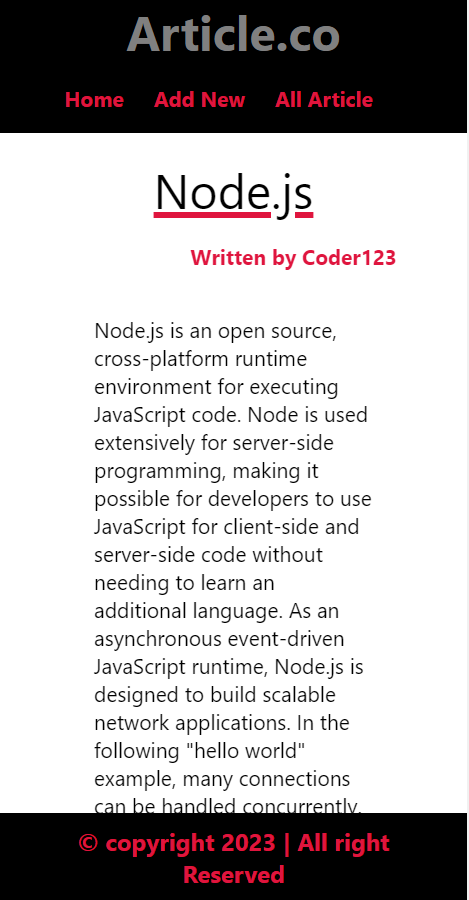 Article.co
Home Add New All Article
Node.js
Written by Coder123
Node.js is an open source,
cross-platform runtime
environment for executing
JavaScript code. Node is used
extensively for server-side
programming, making it
possible for developers to use
JavaScript for client-side and
server-side code without
needing to learn an
additional language. As an
asynchronous event-driven
JavaScript runtime, Node.js is
designed to build scalable
network applications. In the
following "hello world"
example, many connections
can be handled concurrently.
© copyright 2023 | All right
Reserved